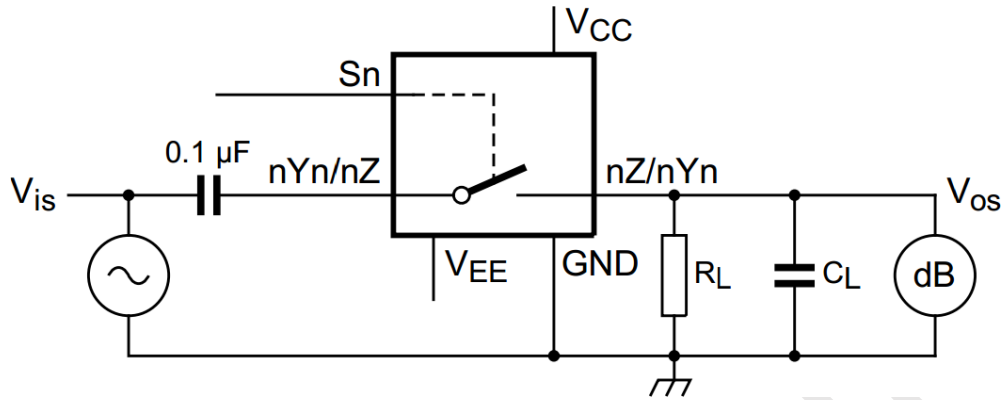 VCC
Sn
0.1 µF
nYn/nZ
nZ/nYn
Vis
Vos
VEE
GND
RL
CL
dB